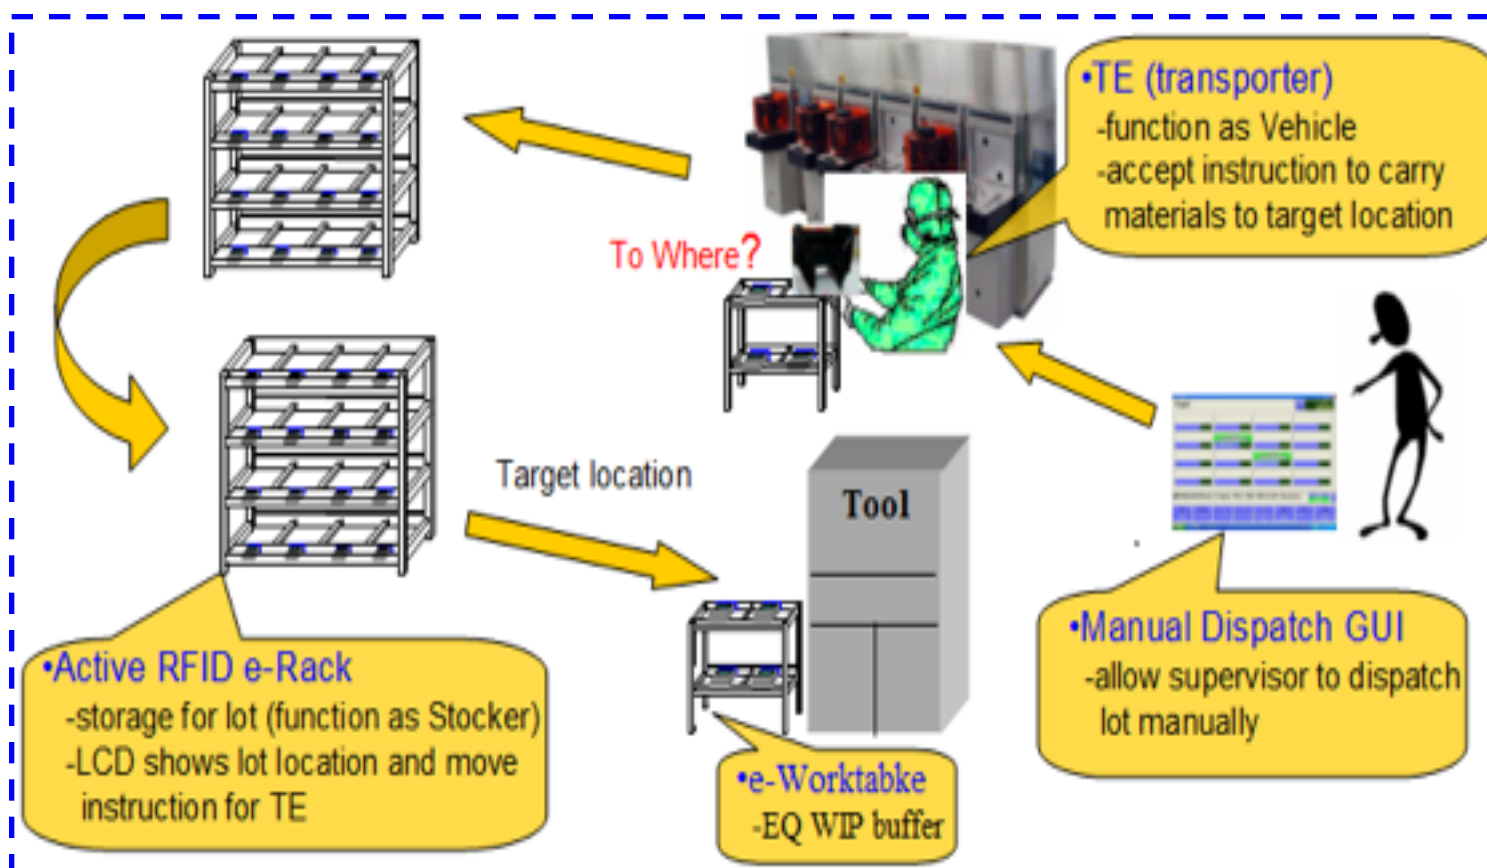 •TE (transporter)
-function as Vehicle
-accept instruction to carry
materials to target location
To Where?
Target location
Tool
•Active RFID e-Rack
-storage for lot (function as Stocker)
-LCD shows lot location and move
instruction for TE
•e-Worktabke
-EQ WIP buffer
•Manual Dispatch GUI
-allow supervisor to dispatch
lot manually